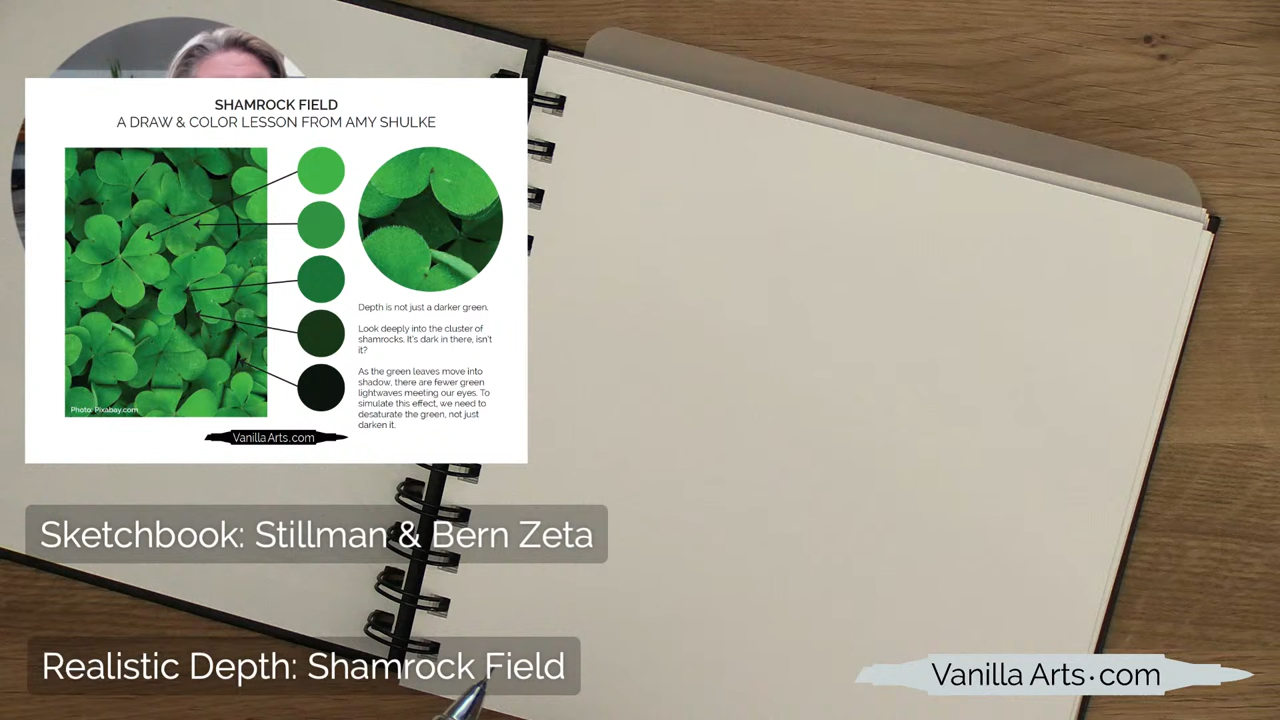 SHAMROCK FIELD
A DRAW & COLOR LESSON FROM AMY SHULKE
Photo: Pixabay.com
Depth is not just a darker green.
Look deeply into the cluster of
shamrocks. It's dark in there, isn't
it?
As the green leaves move into
shadow, there are fewer green
lightwaves meeting our eyes. To
simulate this effect, we need to
desaturate the green, not just
darken it.
VanillaArts.com
Sketchbook: Stillman & Bern Zeta
Realistic Depth: Shamrock Field
Vanilla Arts•com